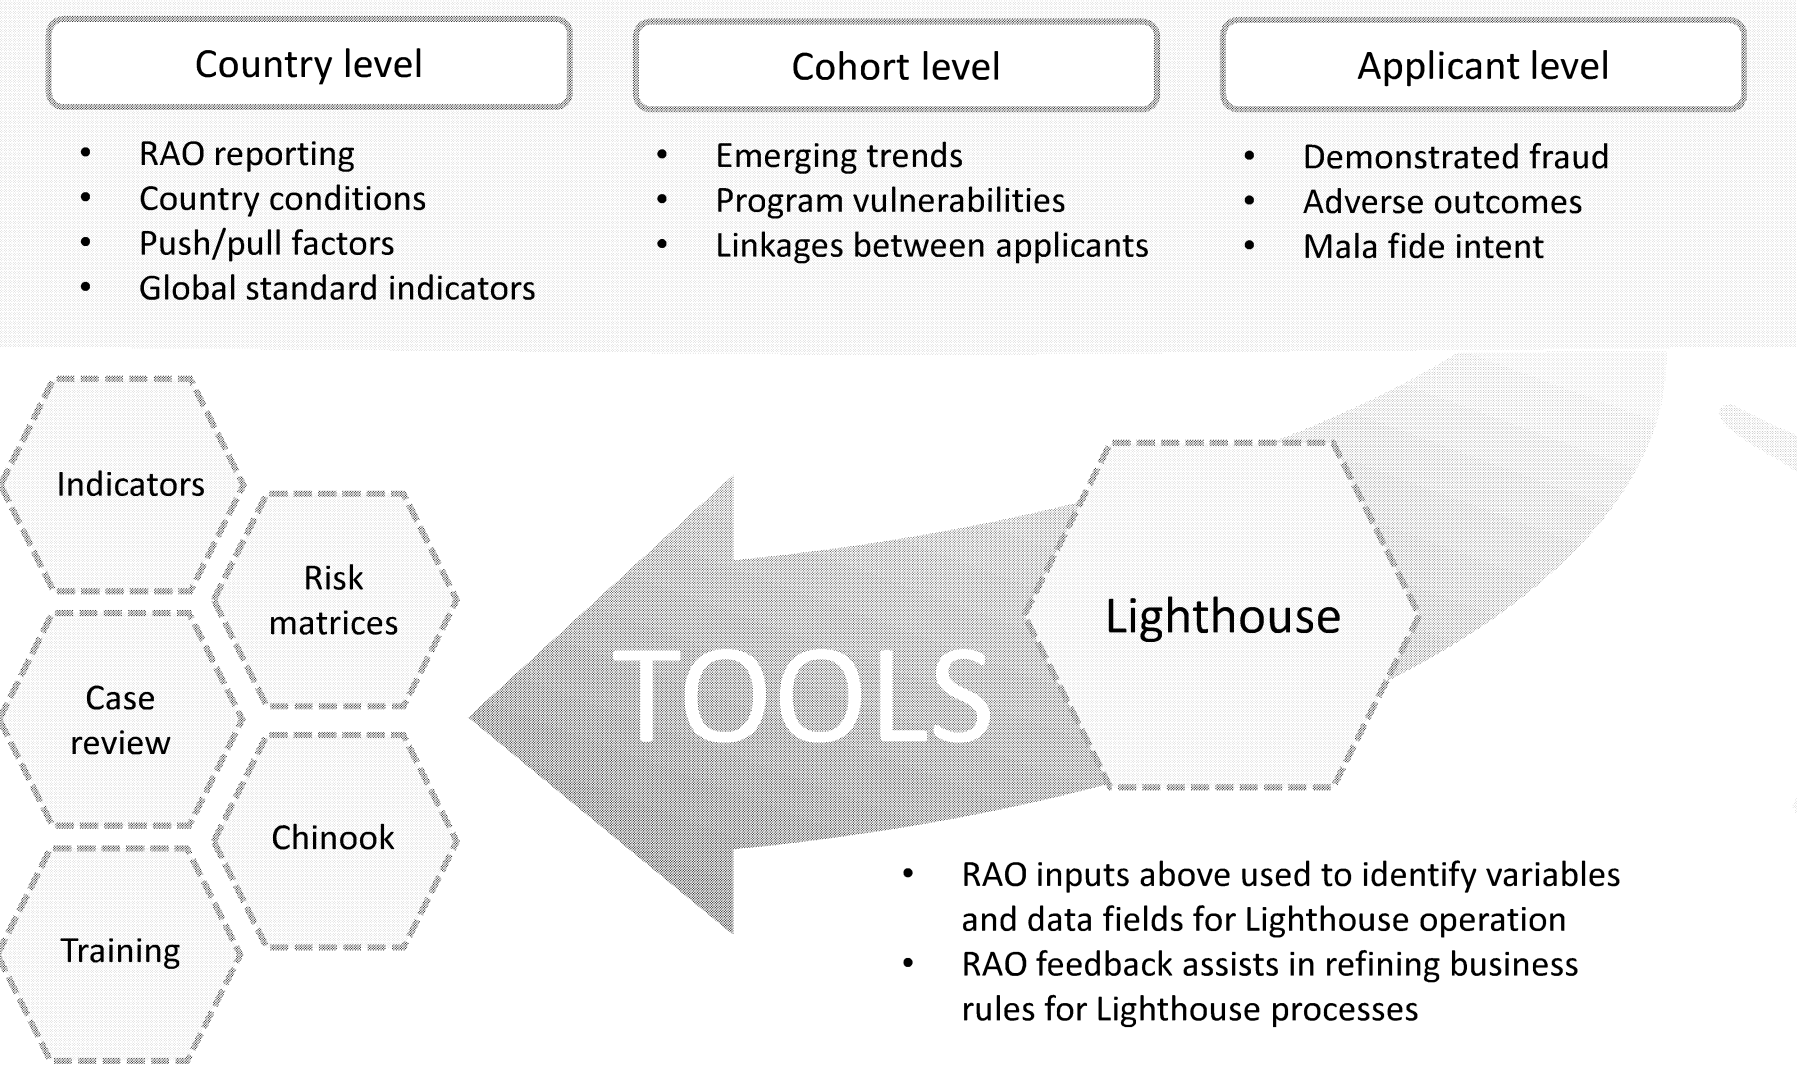 Country level
• RAO reporting
• Country conditions
• Push/pull factors
• Global standard indicators
Cohort level
• Emerging trends
• Program vulnerabilities
• Linkages between applicants
Applicant level
• Demonstrated fraud
• Adverse outcomes
• Mala fide intent
Indicators
Risk
matrices
Case
review
Chinook
Training
TOOLS
Lighthouse
• RAO inputs above used to identify variables
and data fields for Lighthouse operation
• RAO feedback assists in refining business
rules for Lighthouse processes